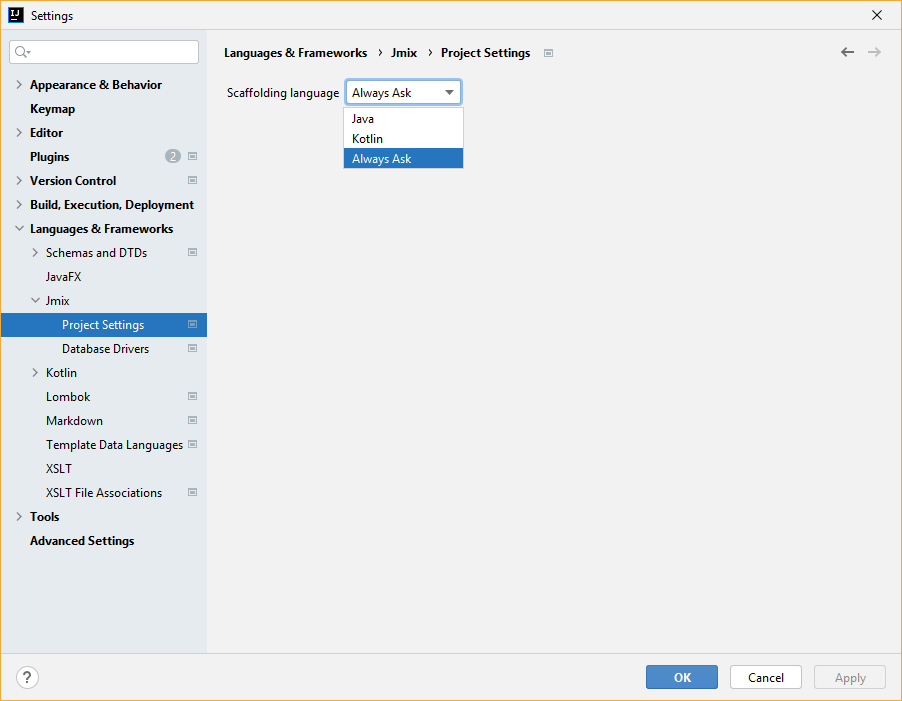 Settings
Languages & Frameworks › Jmix › Project Settings
Appearance & Behavior
Keymap
Editor
Plugins 2
Version Control
Build, Execution, Deployment
Languages & Frameworks
Schemas and DTDs
JavaFX
Jmix
Project Settings
Database Drivers
Kotlin
Lombok
Markdown
Template Data Languages
XSLT
XSLT File Associations
Tools
Advanced Settings
Scaffolding language Always Ask
Java
Kotlin
Always Ask
? OK Cancel Apply